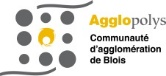 Agglopolys
Communauté
d'agglomération
de Blois